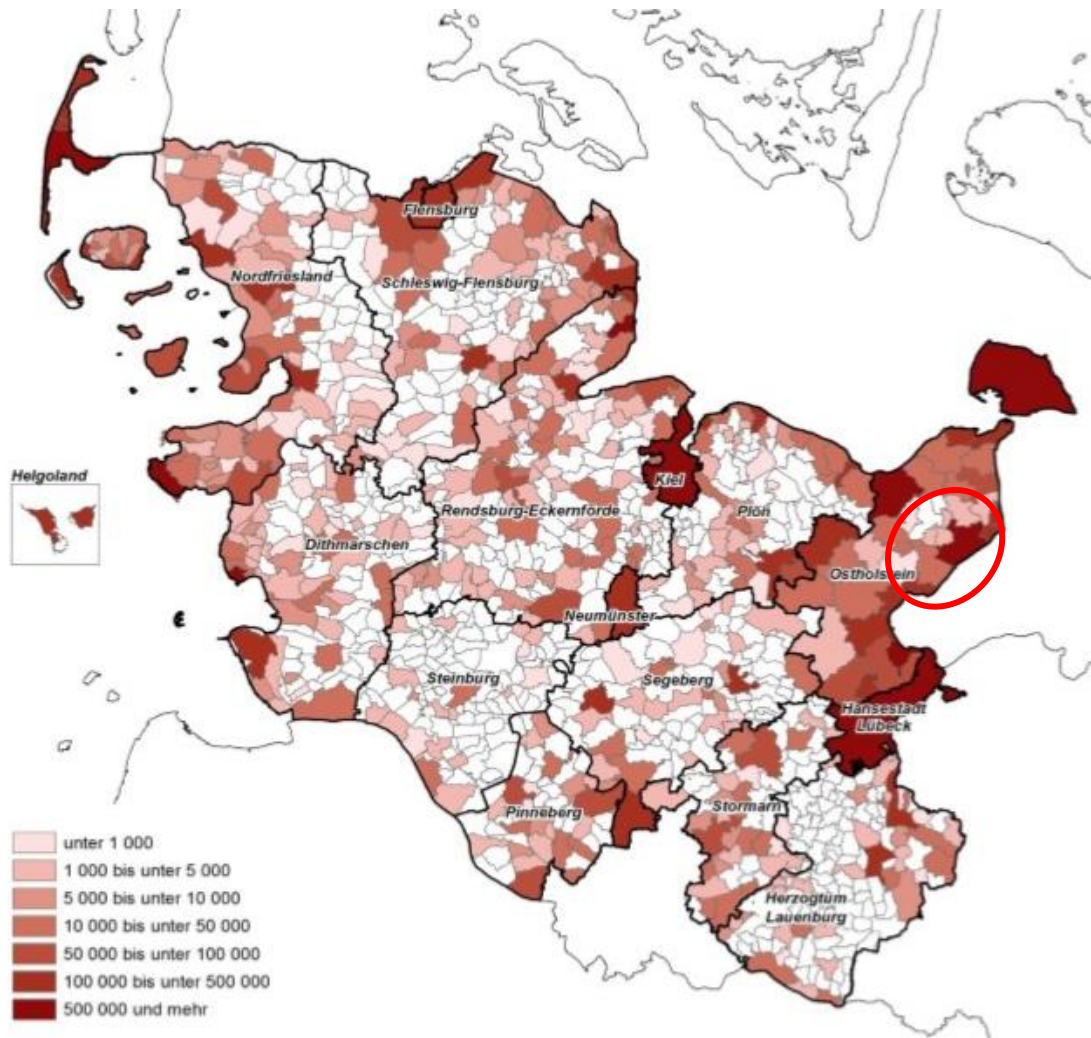 Flensburg
Nordfriesland
Schleswig-Flensburg
Helgoland
Kiel
Rendsburg-Eckernförde
Plön
Dithmarschen
Ostholstein
Neumünster
Steinburg
Segeberg
Hansestadt
Lübeck
Pinneberg
Stormarn
Herzogtum
Lauenburg
unter 1 000
1 000 bis unter 5 000
5 000 bis unter 10 000
10 000 bis unter 50 000
50 000 bis unter 100 000
100 000 bis unter 500 000
500 000 und mehr